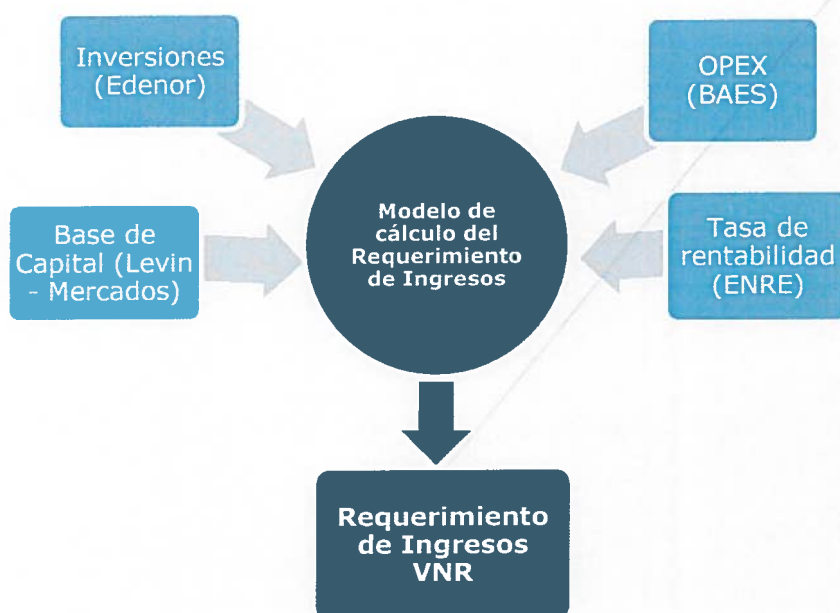 Inversiones
(Edenor)
OPEX
(BAES)
Base de
Capital (Levin
- Mercados)
Modelo de
cálculo del
Requerimiento
de Ingresos
Tasa de
rentabilidad
(ENRE)
Requerimiento
de Ingresos
VNR